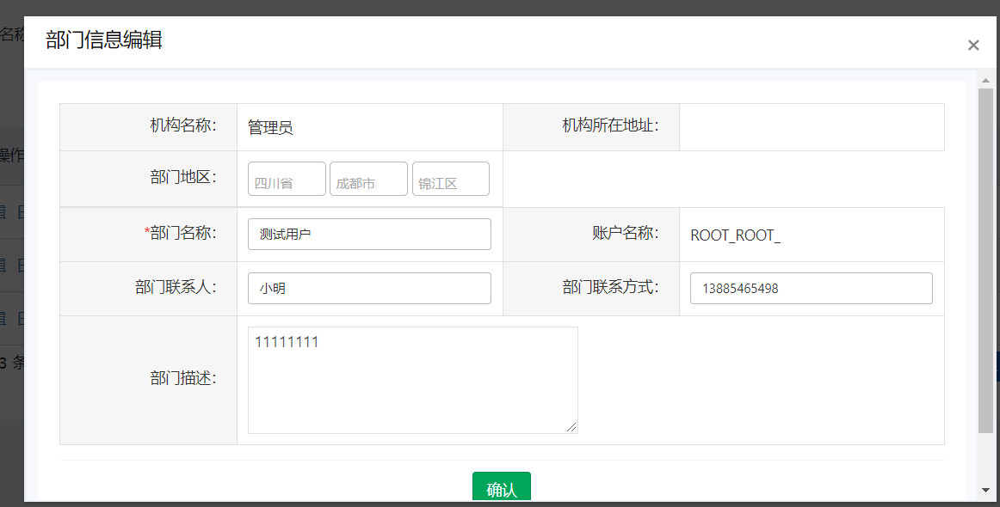 名称
部门信息编辑
×
机构名称： 管理员 机构所在地址：
操作
部门地区： 四川省 成都市 锦江区
*部门名称： 测试用户 账户名称： ROOT_ROOT_
部门联系人： 小明 部门联系方式： 13885465498
部门描述： 11111111
3 条
确认